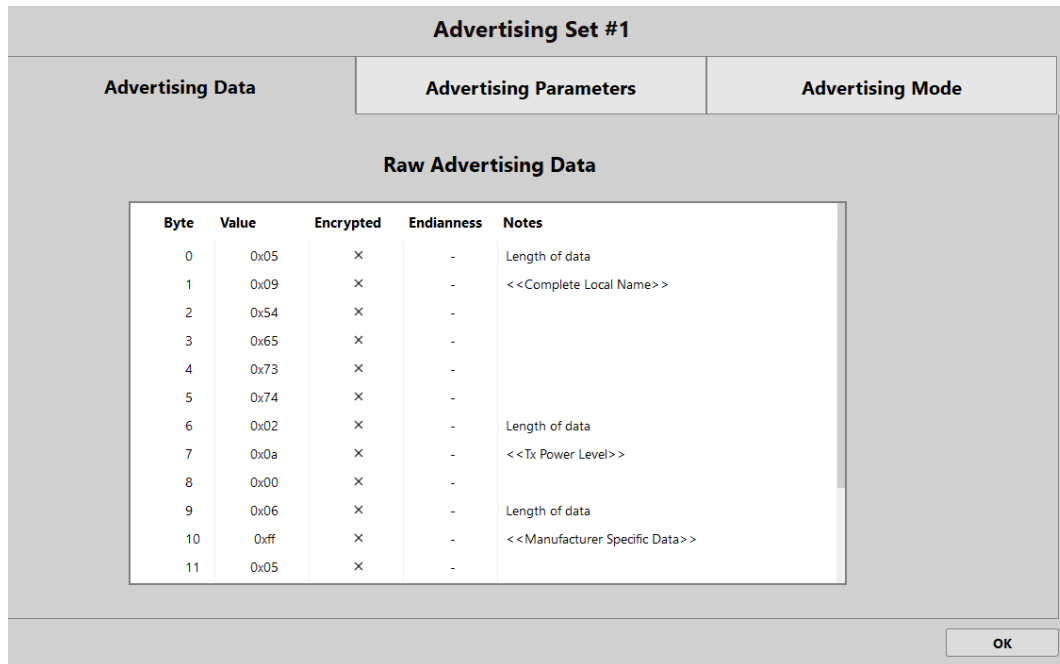 Advertising Set #1
Advertising Data Advertising Parameters Advertising Mode
Raw Advertising Data
Byte Value Encrypted Endianness Notes
0 0x05 × - Length of data
1 0x09 × - <<Complete Local Name>>
2 0x54 × -
3 0x65 × -
4 0x73 × -
5 0x74 × -
6 0x02 × - Length of data
7 0x0a × - <<Tx Power Level>>
8 0x00 × -
9 0x06 × - Length of data
10 0xff × - <<Manufacturer Specific Data>>
11 0x05 × -
OK